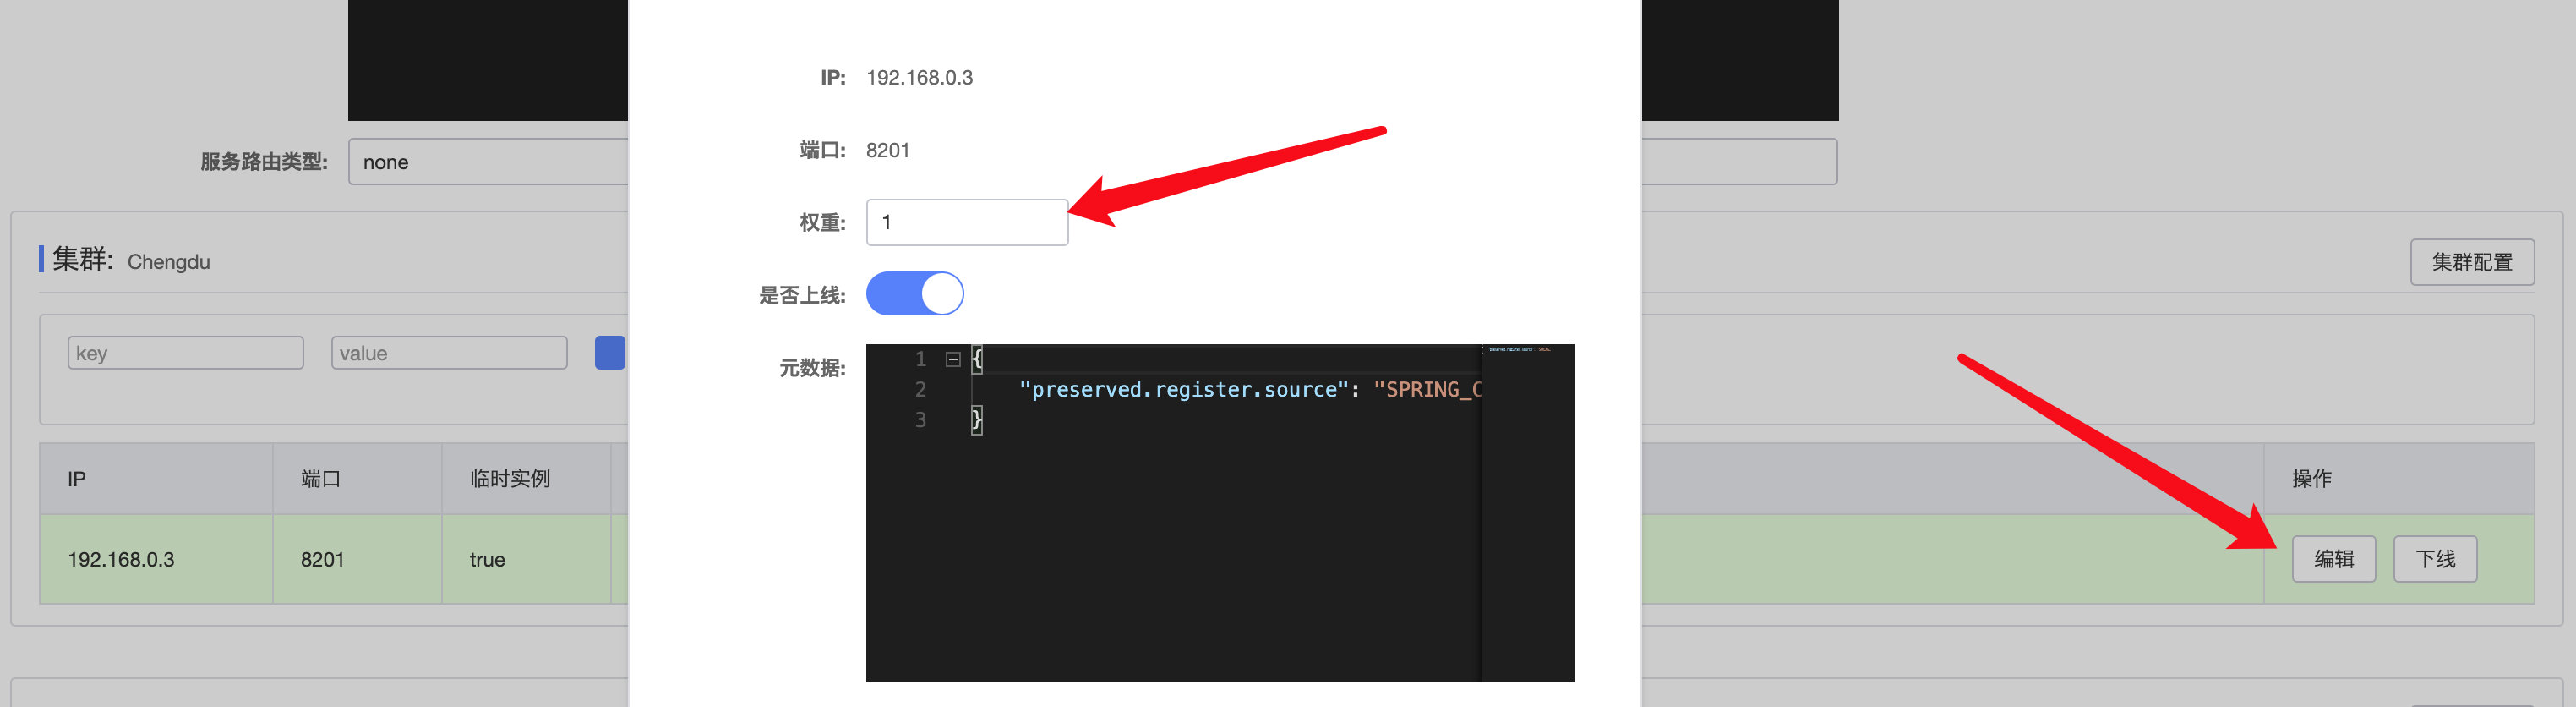 IP: 192.168.0.3
端口: 8201
服务路由类型: none
权重: 1
集群: Chengdu
集群配置
是否上线:
key value
元数据:
1 {
2 "preserved.register.source": "SPRING_C
3 }
IP 端口 临时实例 操作
192.168.0.3 8201 true 编辑 下线